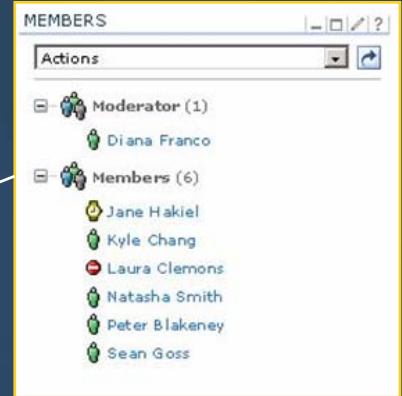 MEMBERS
Actions
Moderator (1)
Diana Franco
Members (6)
Jane Hakiel
Kyle Chang
Laura Clemons
Natasha Smith
Peter Blakeney
Sean Goss